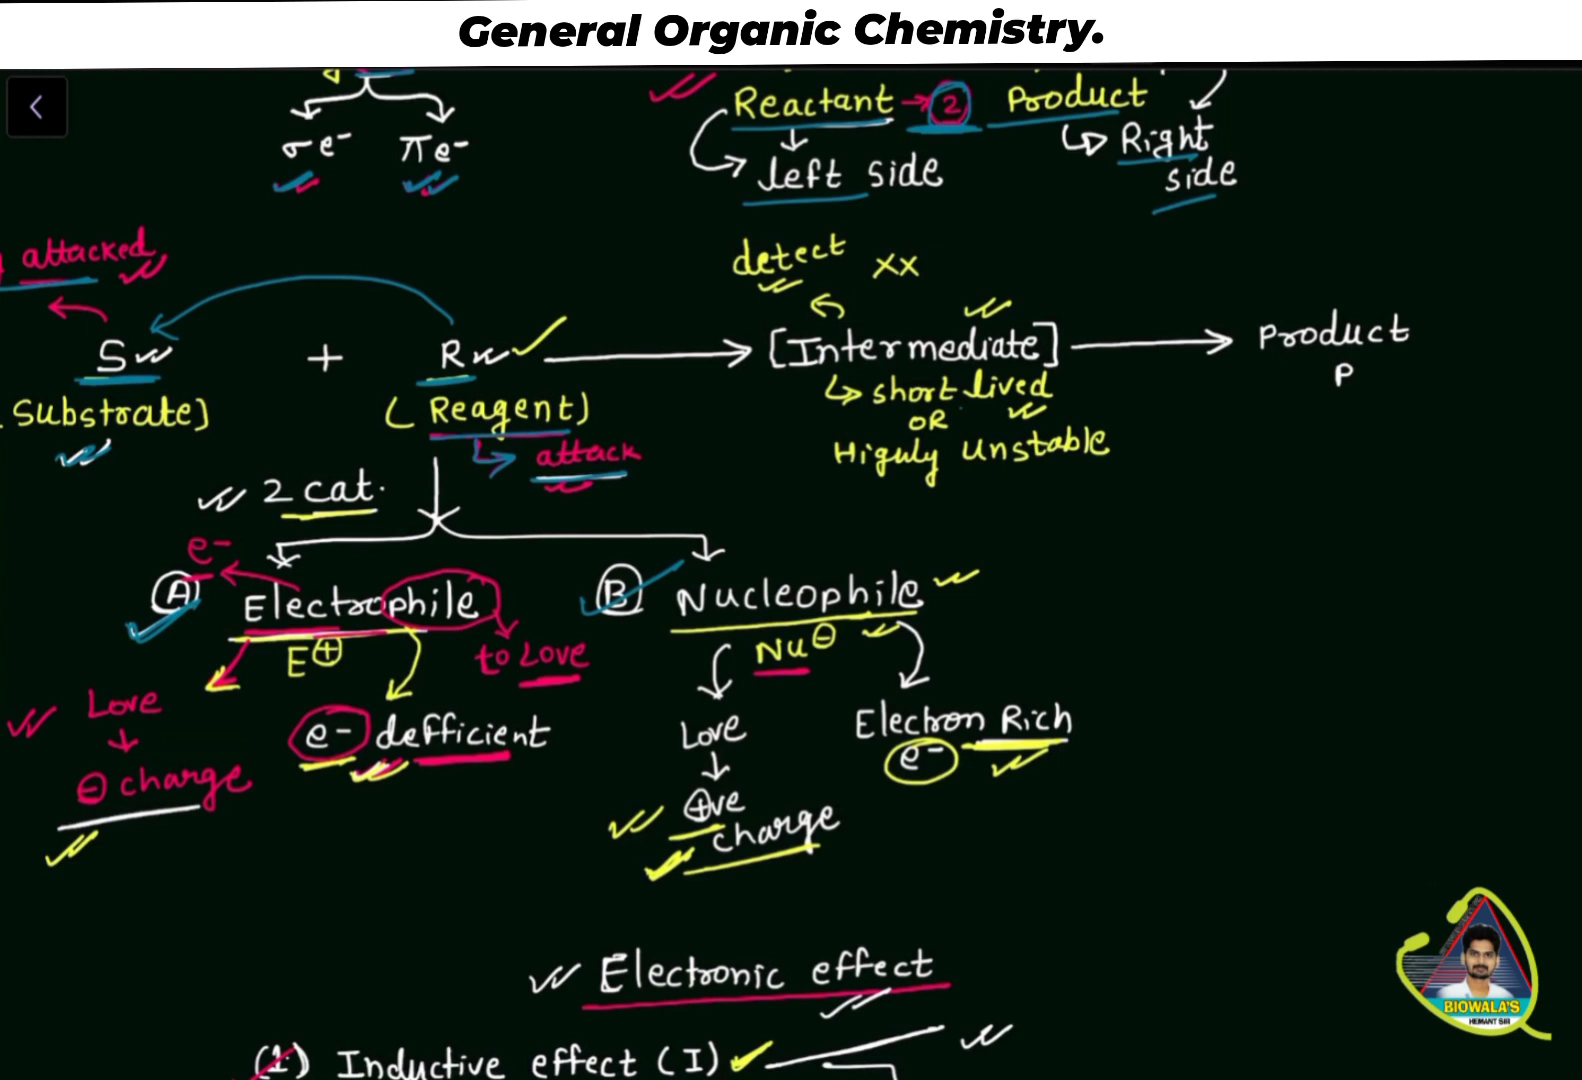 General Organic Chemistry.
Reactant → 2 Product
σe- πe-
left side
Right
side
attacked
detect xx
S + R → [Intermediate] → Product
P
Substrate)
(Reagent)
attack
short lived
OR
Higuly Unstable
2 cat.
e-
A Electrophile
B Nucleophile
E⊕
to Love
Nu⊖
Love
⊖ charge
e- defficient
Love
⊕ve
charge
Electron Rich
e-
Electronic effect
(1) Inductive effect (I)
BIOWALA'S
HEMANT SIR